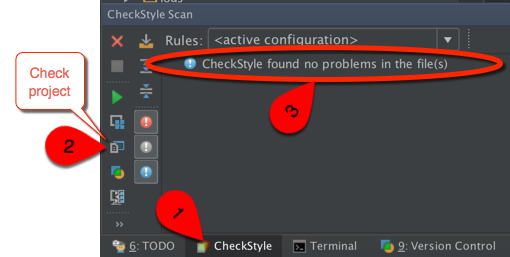 CheckStyle Scan
Rules: <active configuration>
CheckStyle found no problems in the file(s)
Check
project
3
2
1
>>
6: TODO CheckStyle Terminal 9: Version Control